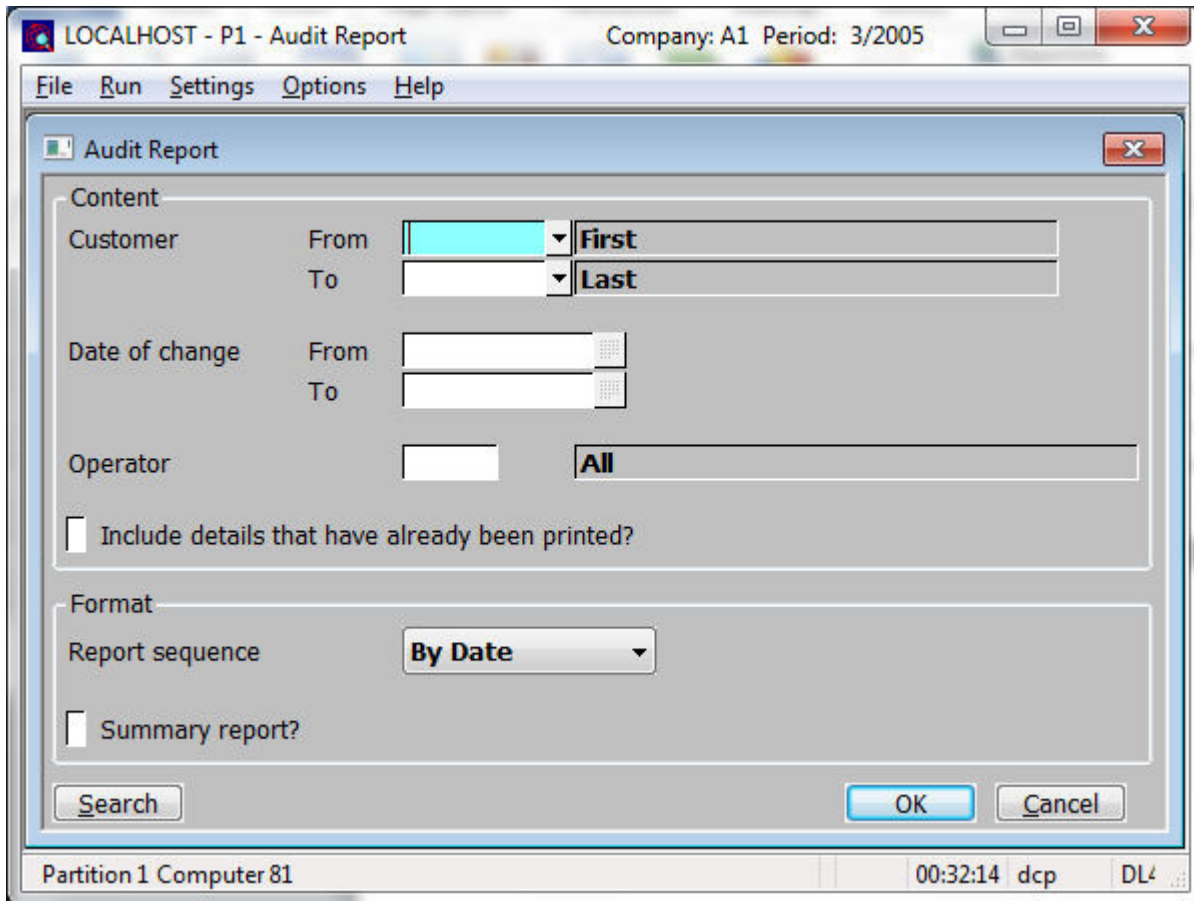 LOCALHOST - P1 - Audit Report Company: A1 Period: 3/2005
File Run Settings Options Help
Audit Report
Content
Customer From First
To Last
Date of change From
To
Operator All
Include details that have already been printed?
Format
Report sequence By Date
Summary report?
Search OK Cancel
Partition 1 Computer 81 00:32:14 dcp DL4